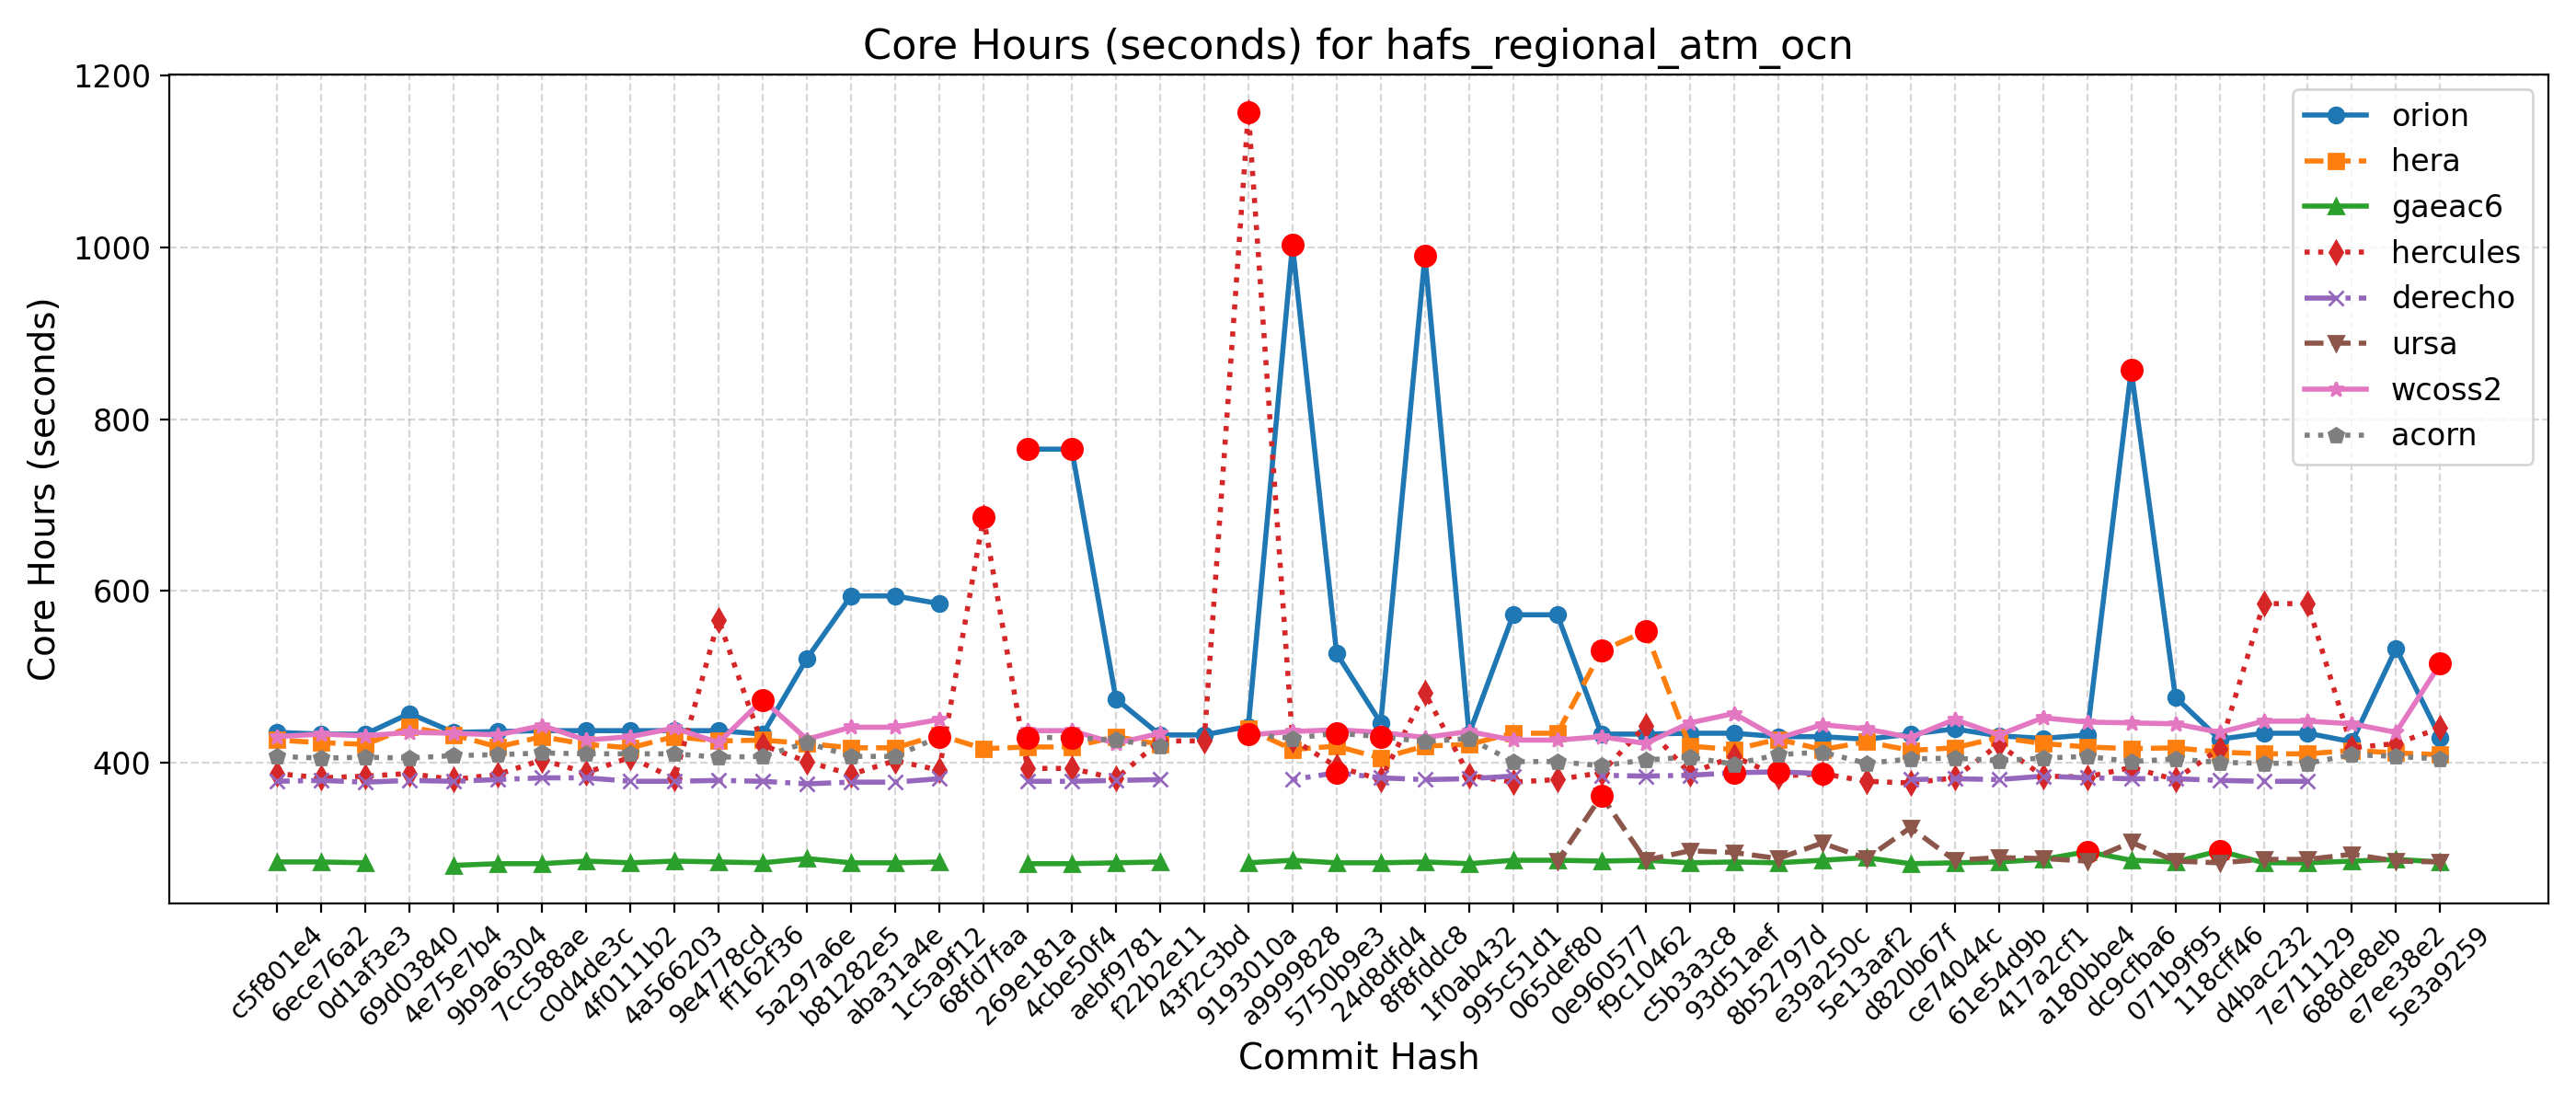 Core Hours (seconds) for hafs_regional_atm_ocn
Core Hours (seconds)
1200
1000
800
600
400
orion
hera
gaeac6
hercules
derecho
ursa
wcoss2
acorn
c5f801e4
6ece76a2
0d1af3e3
69d03840
4e75e7b4
9b9a6304
7cc588ae
c0d4de3c
4f0111b2
4a566203
9e4778cd
ff162f36
5a297a6e
b81282e5
aba31a4e
1c5a9f12
68fd7faa
269e181a
4cbe50f4
aebf9781
f22b2e11
43f2c3bd
9193010a
a9999828
5750b9e3
24d8dfd4
8f8fddc8
1f0ab432
995c51d1
065def80
0e960577
f9c10462
c5b3a3c8
93d51aef
8b52797d
e39a250c
5e13aaf2
d820b67f
ce74044c
61e54d9b
417a2cf1
a180bbe4
dc9cfba6
071b9f95
118cff46
d4bac232
7e711129
688de8eb
e7ee38e2
5e3a9259
Commit Hash